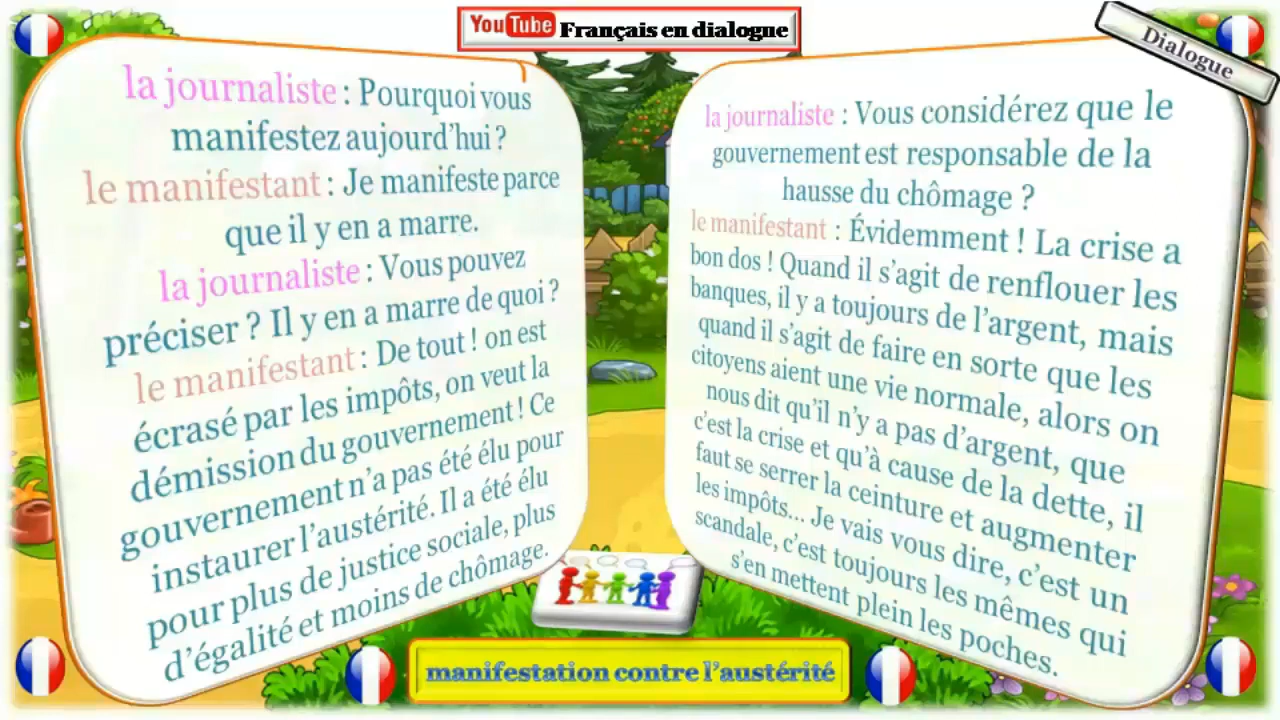 YouTube Français en dialogue
Dialogue
la journaliste : Pourquoi vous
manifestez aujourd'hui ?
le manifestant : Je manifeste parce
que il y en a marre.
la journaliste : Vous pouvez
préciser ? Il y en a marre de quoi ?
le manifestant : De tout ! on est
écrasé par les impôts, on veut la
démission du gouvernement ! Ce
gouvernement n'a pas été élu pour
instaurer l'austérité. Il a été élu
pour plus de justice sociale, plus
d'égalité et moins de chômage.
la journaliste : Vous considérez que le
gouvernement est responsable de la
hausse du chômage ?
le manifestant : Évidemment ! La crise a
bon dos ! Quand il s'agit de renflouer les
banques, il y a toujours de l'argent, mais
quand il s'agit de faire en sorte que les
citoyens aient une vie normale, alors on
nous dit qu'il n'y a pas d'argent, que
c'est la crise et qu'à cause de la dette, il
faut se serrer la ceinture et augmenter
les impôts... Je vais vous dire, c'est un
scandale, c'est toujours les mêmes qui
s'en mettent plein les poches.
manifestation contre l'austérité